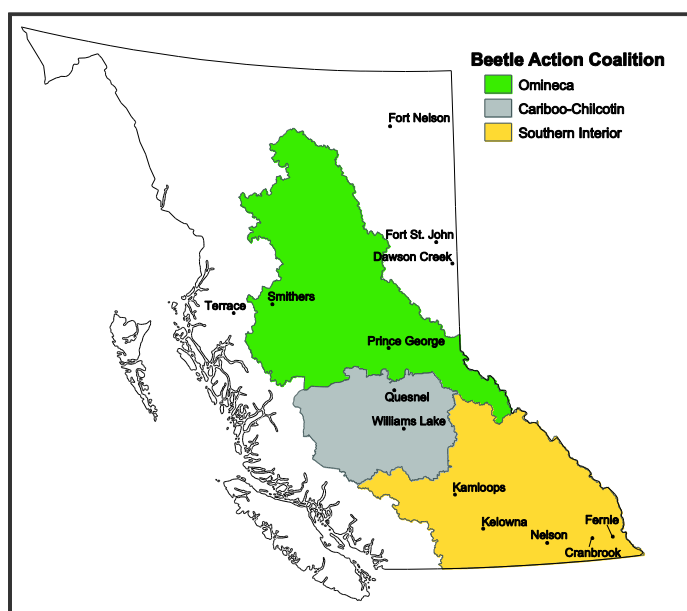 Beetle Action Coalition
Omineca
Cariboo-Chilcotin
Southern Interior
Fort Nelson
Fort St. John
Dawson Creek
Smithers
Terrace
Prince George
Quesnel
Williams Lake
Kamloops
Kelowna
Nelson
Fernie
Cranbrook